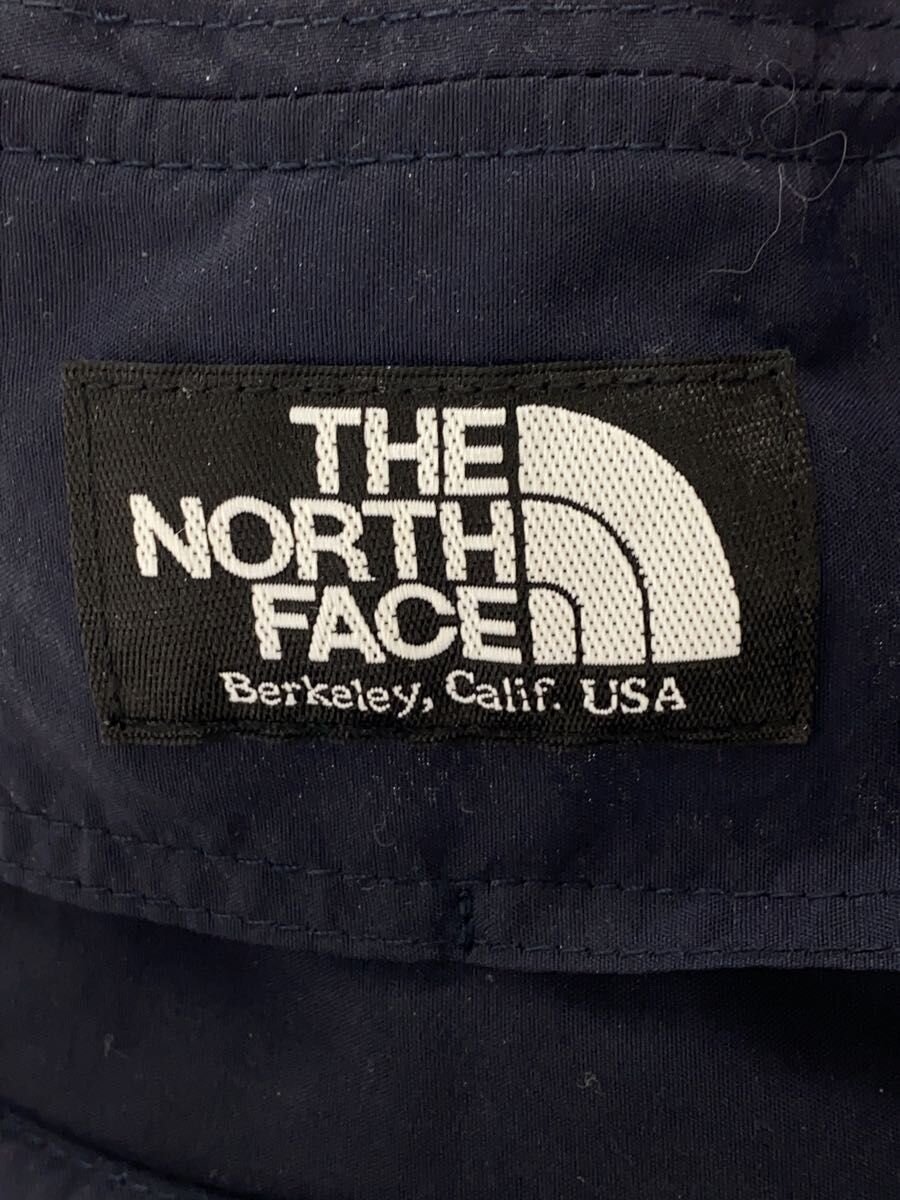 THE
NORTH
FACE
Berkeley, Calif. USA